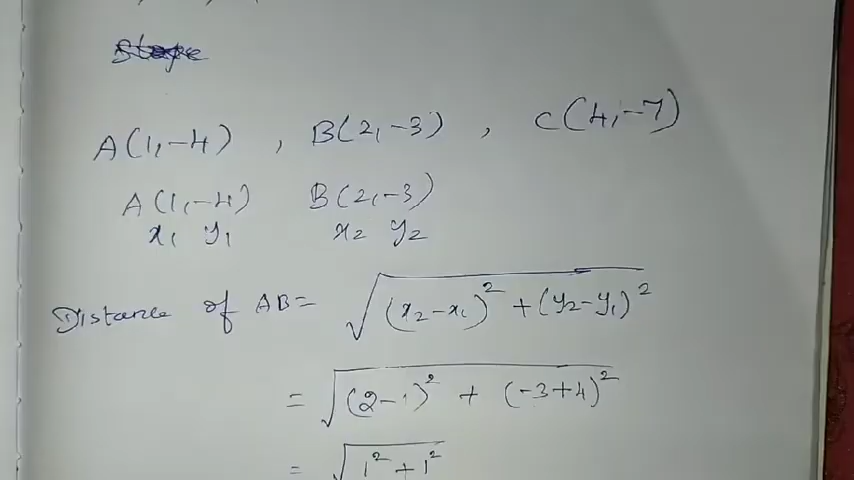 A(1,-4) , B(2,-3) , C(4,-7)
A(1,-4) B(2,-3)
x₁ y₁ x₂ y₂
Distance of AB = √(x₂-x₁)² + (y₂-y₁)²
= √(2-1)² + (-3+4)²
= √1² + 1²